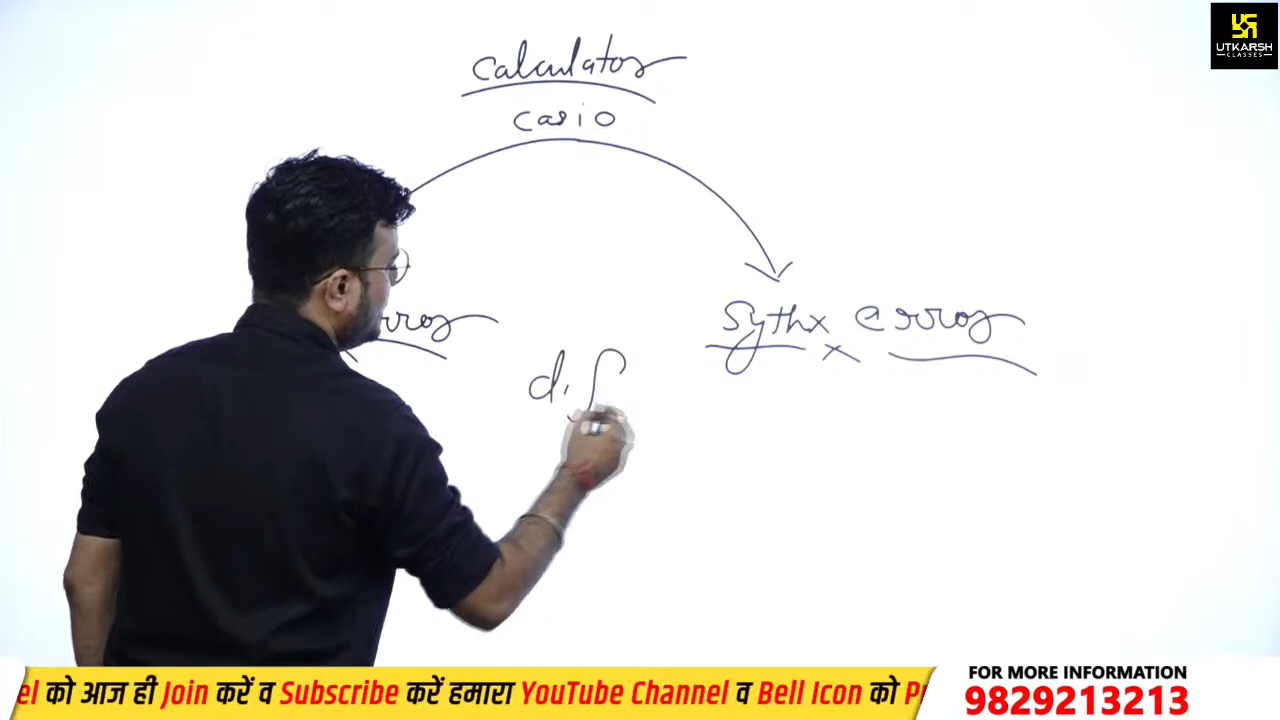 UTKARSH
CLASSES
calculator
casio
Sythx error
dif
को आज ही Join करें व Subscribe करें हमारा YouTube Channel व Bell Icon को
FOR MORE INFORMATION
9829213213